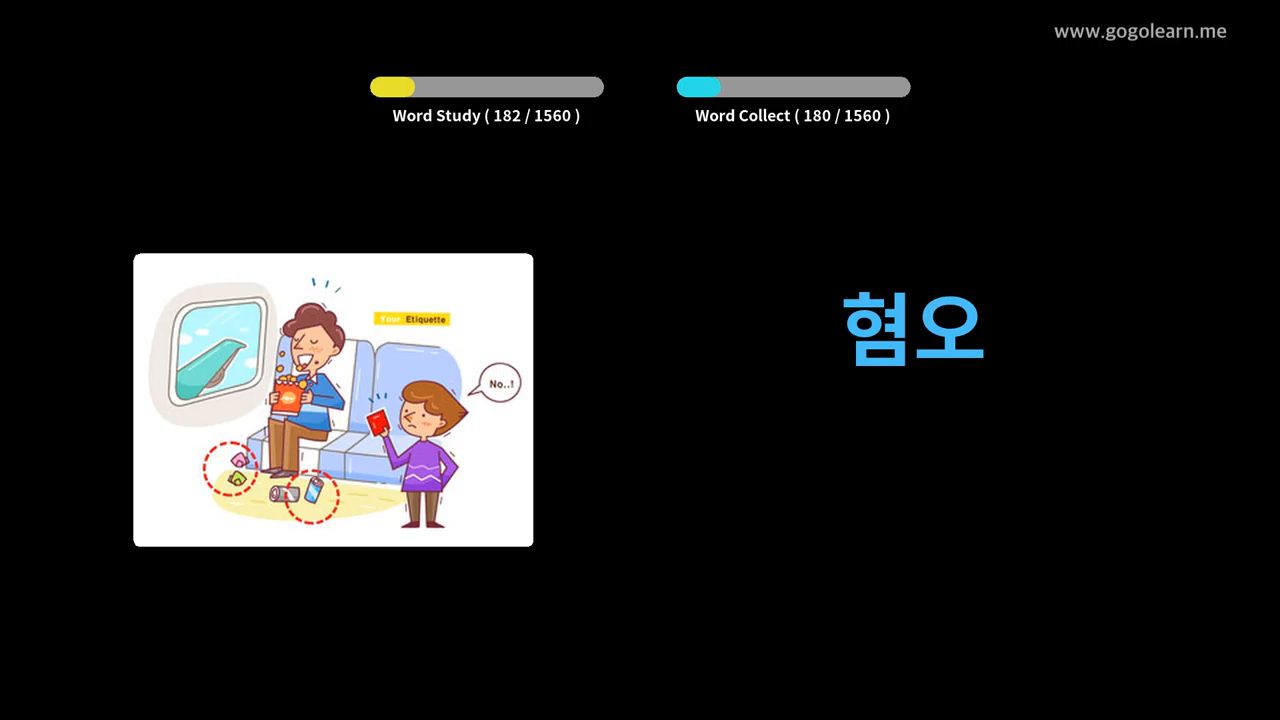 www.gogolearn.me
Word Study ( 182 / 1560 )
Word Collect ( 180 / 1560 )
Your Etiquette
No..!
혐오